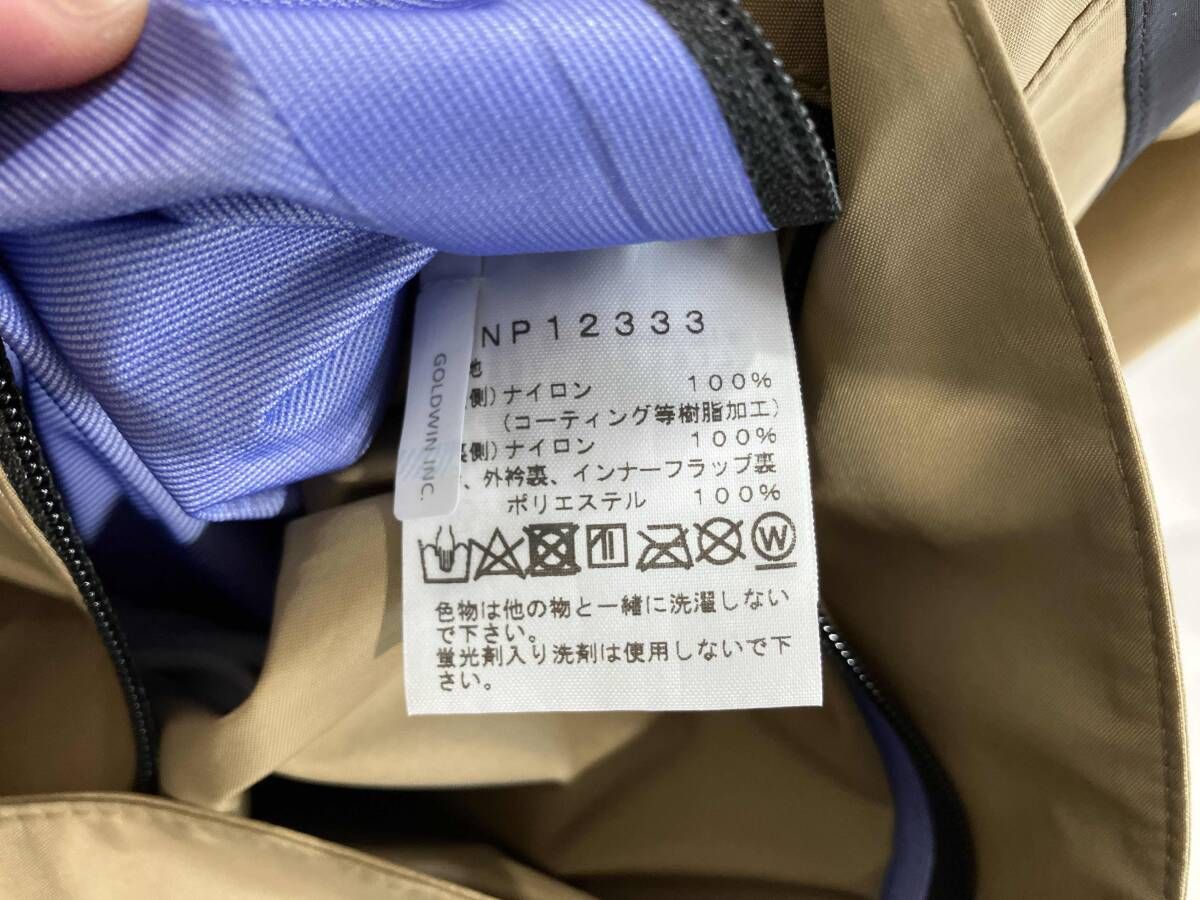 NP12333
地
側)ナイロン 100%
(コーティング等樹脂加工)
裏側)ナイロン 100%
、外衿裏、インナーフラップ裏
ポリエステル 100%
W
色物は他の物と一緒に洗濯しない
で下さい。
蛍光剤入り洗剤は使用しないで下
さい。
GOLDWIN INC.